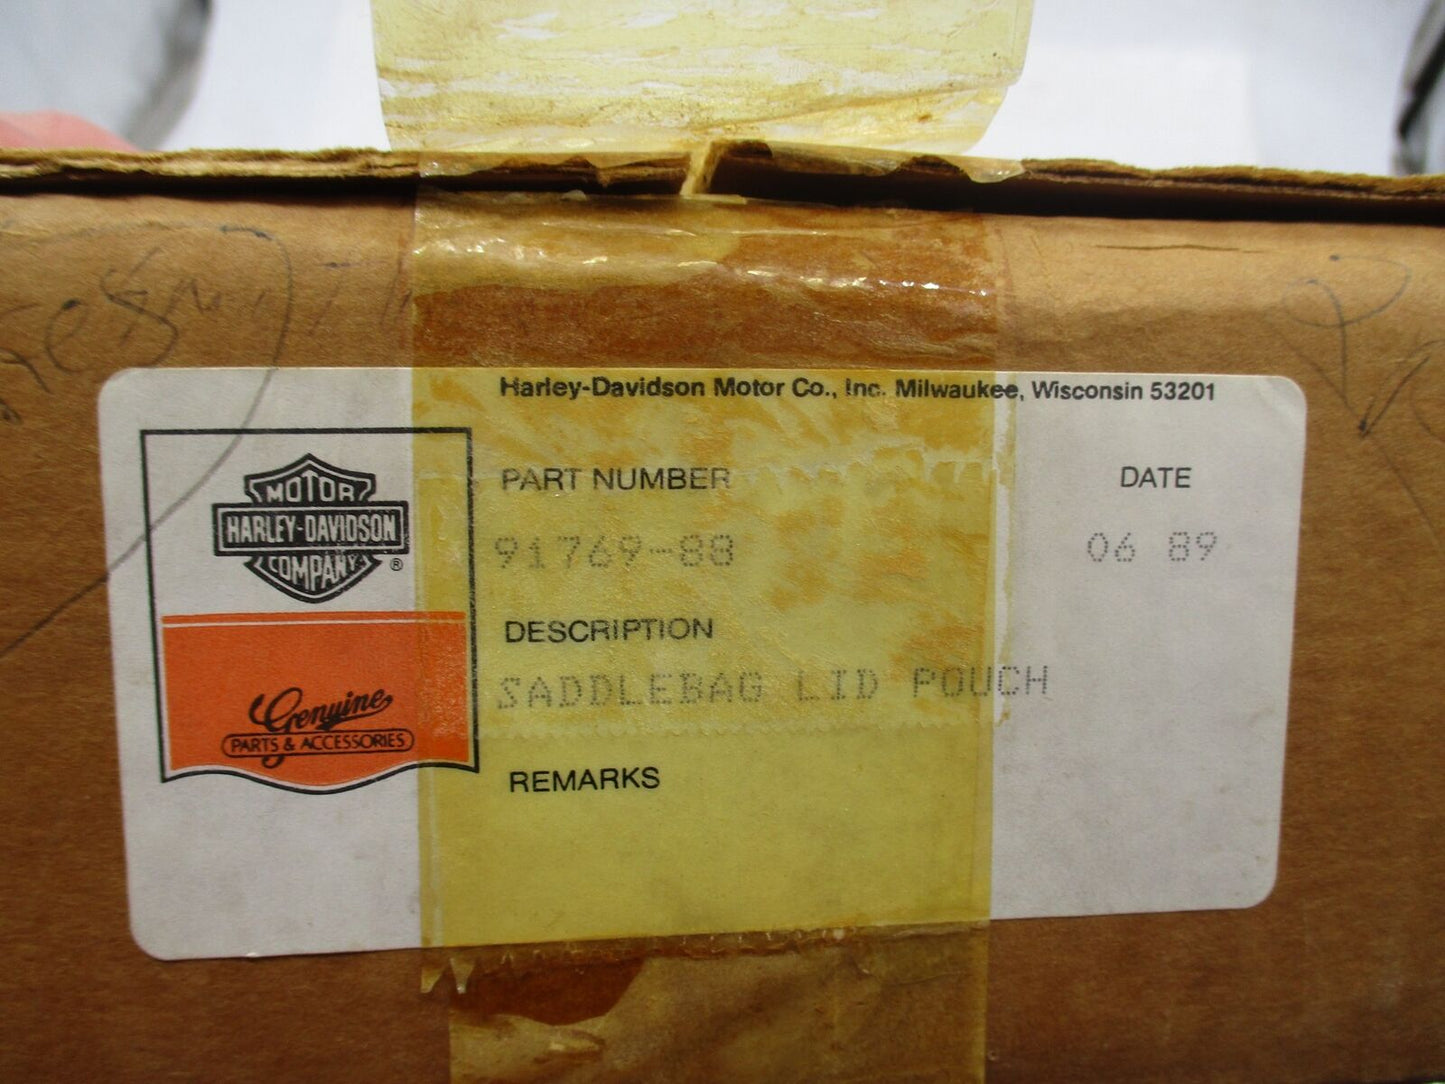 Harley-Davidson Motor Co., Inc. Milwaukee, Wisconsin 53201
MOTOR
HARLEY-DAVIDSON
COMPANY
®
Genuine
PARTS & ACCESSORIES
PART NUMBER
91769-88
DATE
06 89
DESCRIPTION
SADDLEBAG LID POUCH
REMARKS